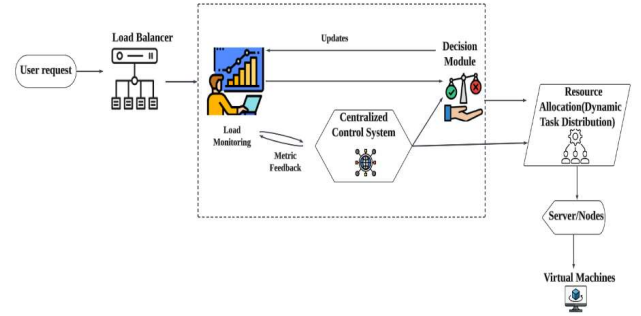 User request
Load Balancer
Updates
Load
Monitoring
Metric
Feedback
Centralized
Control System
Decision
Module
Resource
Allocation(Dynamic
Task Distribution)
Server/Nodes
Virtual Machines